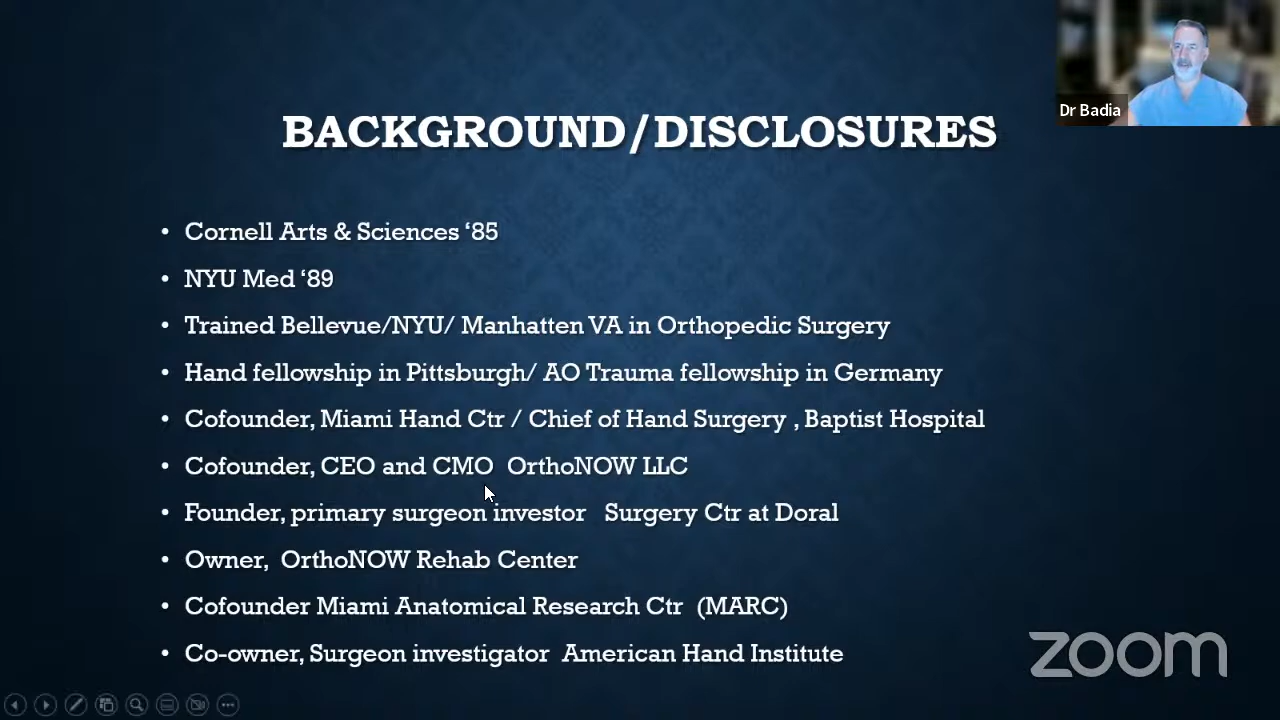 Dr Badia
BACKGROUND/DISCLOSURES
• Cornell Arts & Sciences ‘85
• NYU Med ‘89
• Trained Bellevue/NYU/ Manhatten VA in Orthopedic Surgery
• Hand fellowship in Pittsburgh/ AO Trauma fellowship in Germany
• Cofounder, Miami Hand Ctr / Chief of Hand Surgery , Baptist Hospital
• Cofounder, CEO and CMO  OrthoNOW LLC
• Founder, primary surgeon investor   Surgery Ctr at Doral
• Owner,  OrthoNOW Rehab Center
• Cofounder Miami Anatomical Research Ctr  (MARC)
• Co-owner, Surgeon investigator  American Hand Institute
zoom